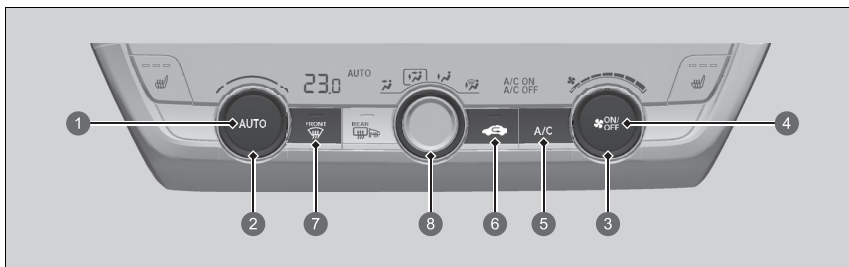 23.0 AUTO
A/C ON
A/C OFF
AUTO
FRONT
REAR
A/C
ON/
OFF
1
4
2
7
8
6
5
3